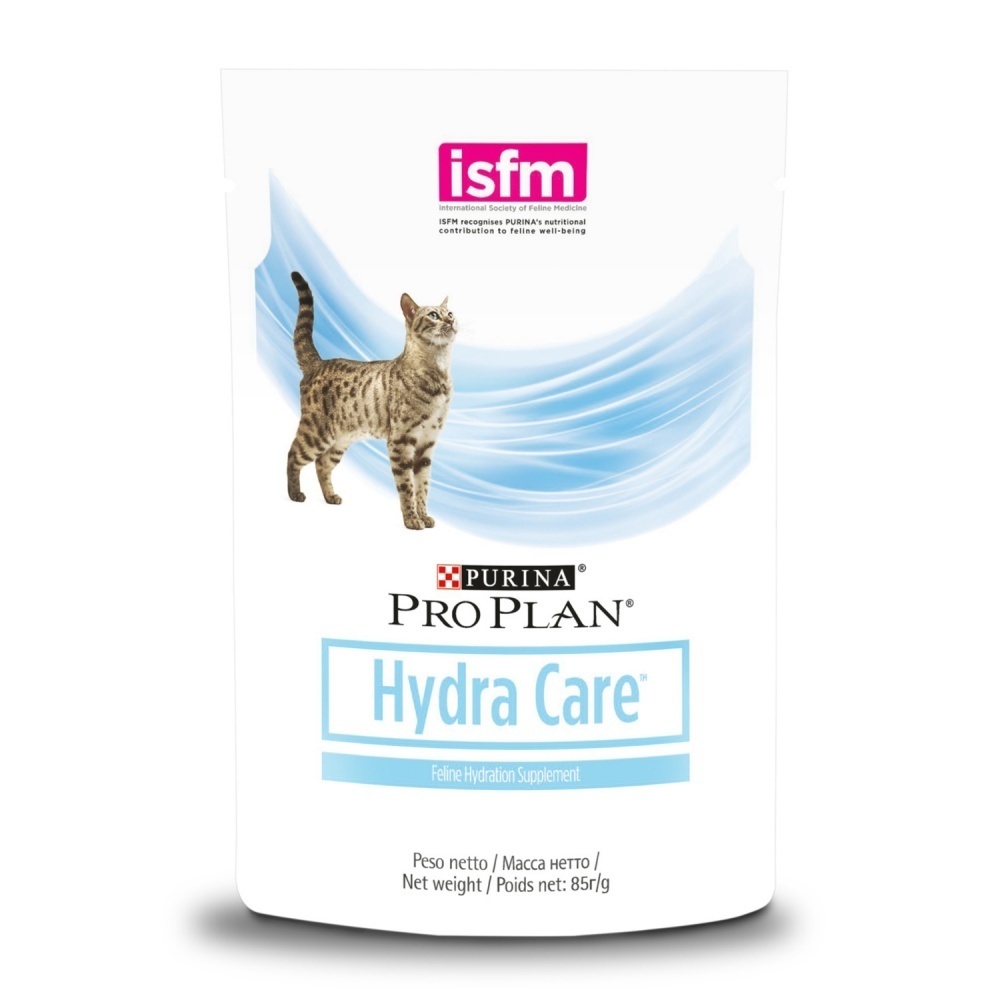 isfm
International Society of Feline Medicine
ISFM recognises PURINA's nutritional
contribution to feline well-being
PURINA®
PRO PLAN®
Hydra Care™
Feline Hydration Supplement
Peso netto / Масса нетто /
Net weight / Poids net: 85г/g